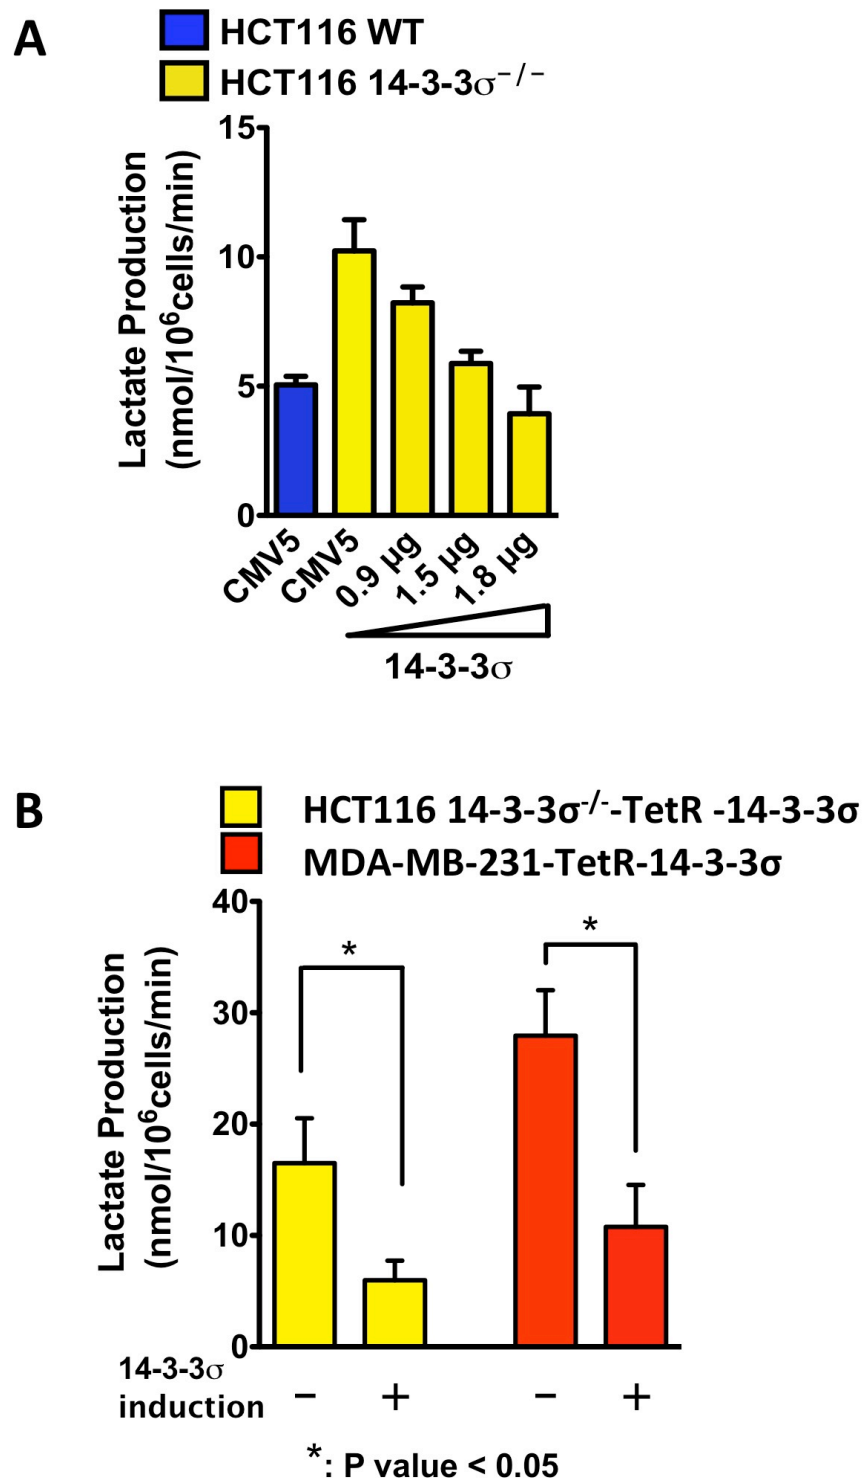 A
HCT116 WT
HCT116 14-3-3σ⁻/⁻
Lactate Production
(nmol/10⁶cells/min)
15
10
5
0
CMV5
CMV5
0.9 µg
1.5 µg
1.8 µg
14-3-3σ
B
HCT116 14-3-3σ⁻/⁻-TetR -14-3-3σ
MDA-MB-231-TetR-14-3-3σ
Lactate Production
(nmol/10⁶cells/min)
40
30
20
10
0
*
*
14-3-3σ
induction − + − +
*: P value < 0.05